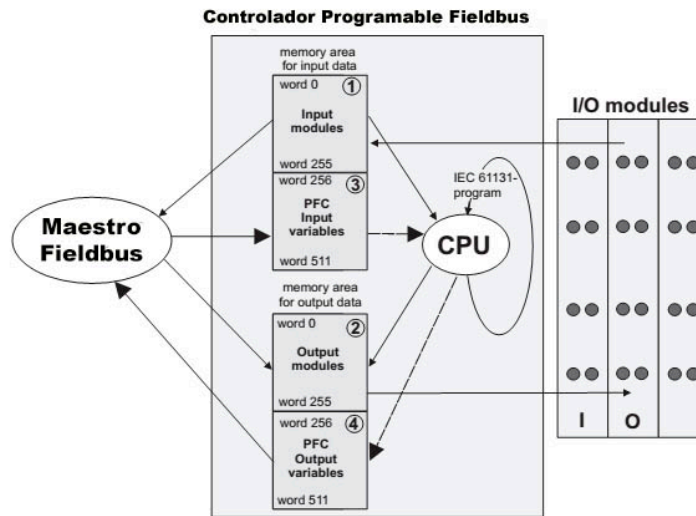 Controlador Programable Fieldbus
memory area
for input data
word 0
1
Input
modules
word 255
word 256
3
PFC
Input
variables
word 511
memory area
for output data
word 0
2
Output
modules
word 255
word 256
4
PFC
Output
variables
word 511
Maestro
Fieldbus
IEC 61131-
program
CPU
I/O modules
I
O